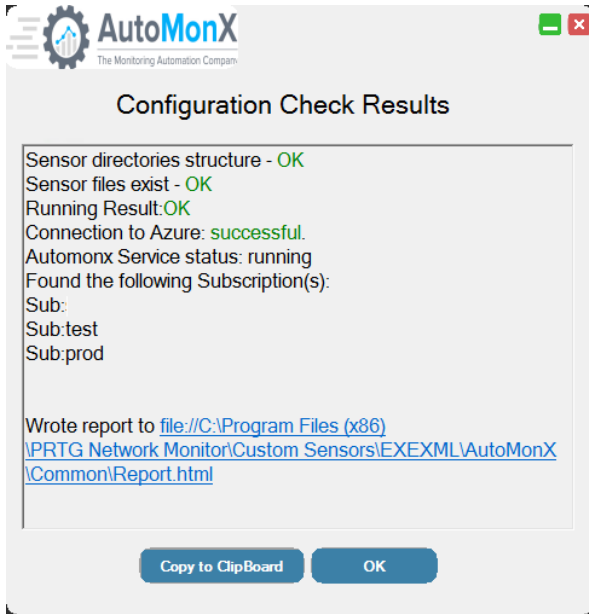 AutoMonX
The Monitoring Automation Company
Configuration Check Results
Sensor directories structure - OK
Sensor files exist - OK
Running Result:OK
Connection to Azure: successful.
Automonx Service status: running
Found the following Subscription(s):
Sub:
Sub:test
Sub:prod
Wrote report to file://C:\Program Files (x86)
\PRTG Network Monitor\Custom Sensors\EXEXML\AutoMonX
\Common\Report.html
Copy to ClipBoard
OK